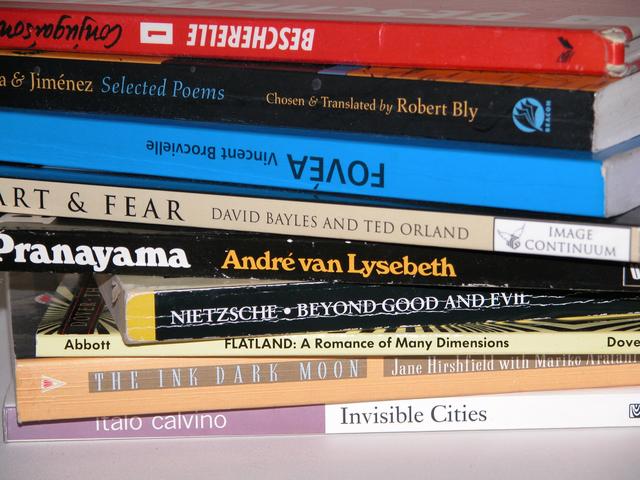 BESCHERELLE 1
& Jiménez Selected Poems Chosen & Translated by Robert Bly BEACON
FOVÉA Vincent Brocvielle
ART & FEAR DAVID BAYLES AND TED ORLAND IMAGE CONTINUUM
Pranayama André van Lysebeth
NIETZSCHE • BEYOND GOOD AND EVIL
Abbott FLATLAND: A Romance of Many Dimensions Dove
THE INK DARK MOON Jane Hirshfield with Mariko
italo calvino Invisible Cities